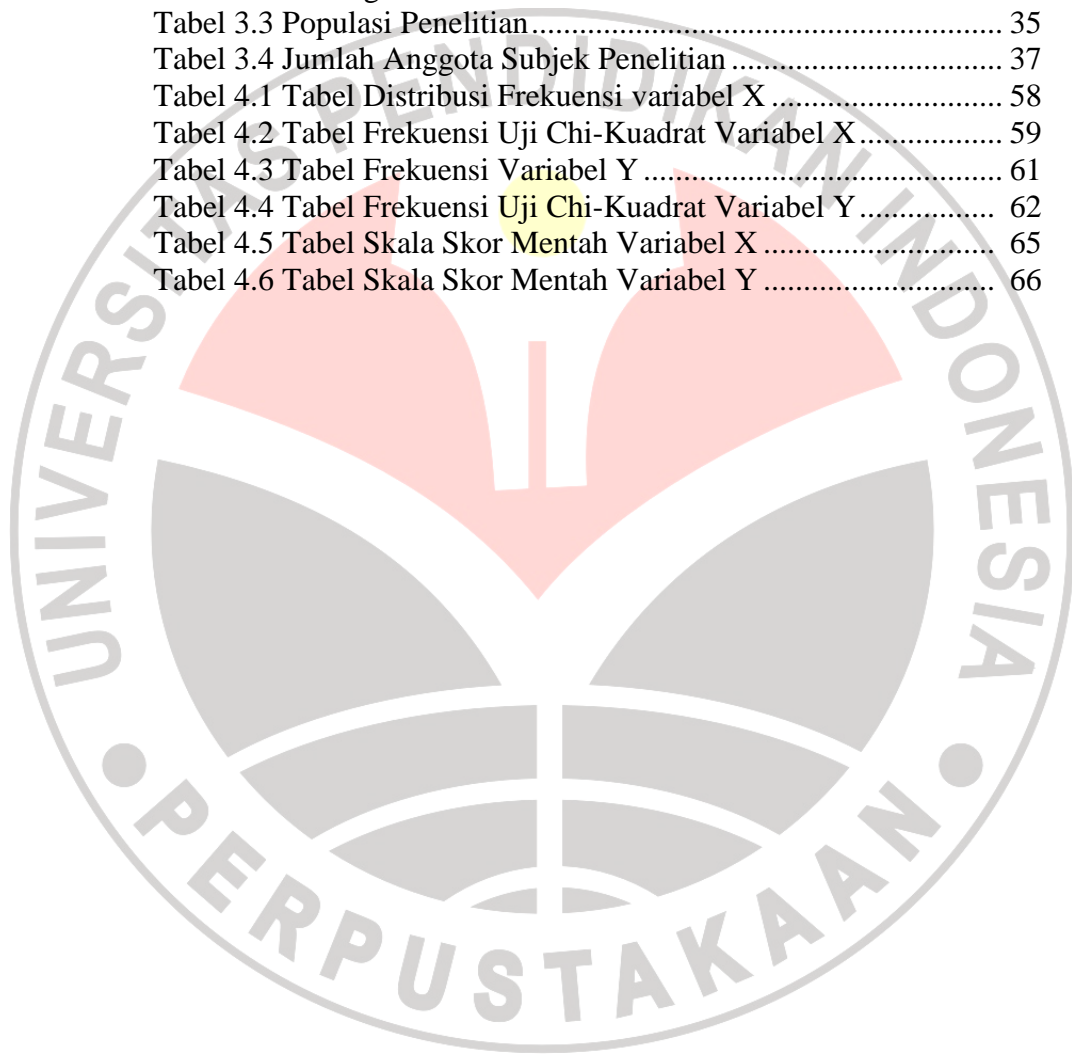 Tabel 3.3 Populasi Penelitian........................................................... 35
Tabel 3.4 Jumlah Anggota Subjek Penelitian .................................. 37
Tabel 4.1 Tabel Distribusi Frekuensi variabel X ............................. 58
Tabel 4.2 Tabel Frekuensi Uji Chi-Kuadrat Variabel X.................. 59
Tabel 4.3 Tabel Frekuensi Variabel Y ............................................. 61
Tabel 4.4 Tabel Frekuensi Uji Chi-Kuadrat Variabel Y................. 62
Tabel 4.5 Tabel Skala Skor Mentah Variabel X ............................. 65
Tabel 4.6 Tabel Skala Skor Mentah Variabel Y ............................. 66
UNIVERSITAS PENDIDIKAN INDONESIA
PERPUSTAKAAN